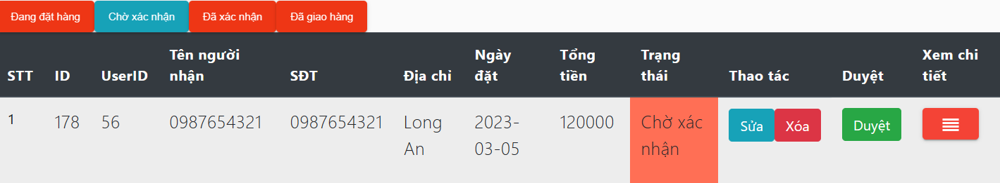 Đang đặt hàng Chờ xác nhận Đã xác nhận Đã giao hàng
STT ID UserID Tên người nhận SĐT Địa chỉ Ngày đặt Tổng tiền Trạng thái Thao tác Duyệt Xem chi tiết
1 178 56 0987654321 0987654321 Long An 2023-03-05 120000 Chờ xác nhận Sửa Xóa Duyệt